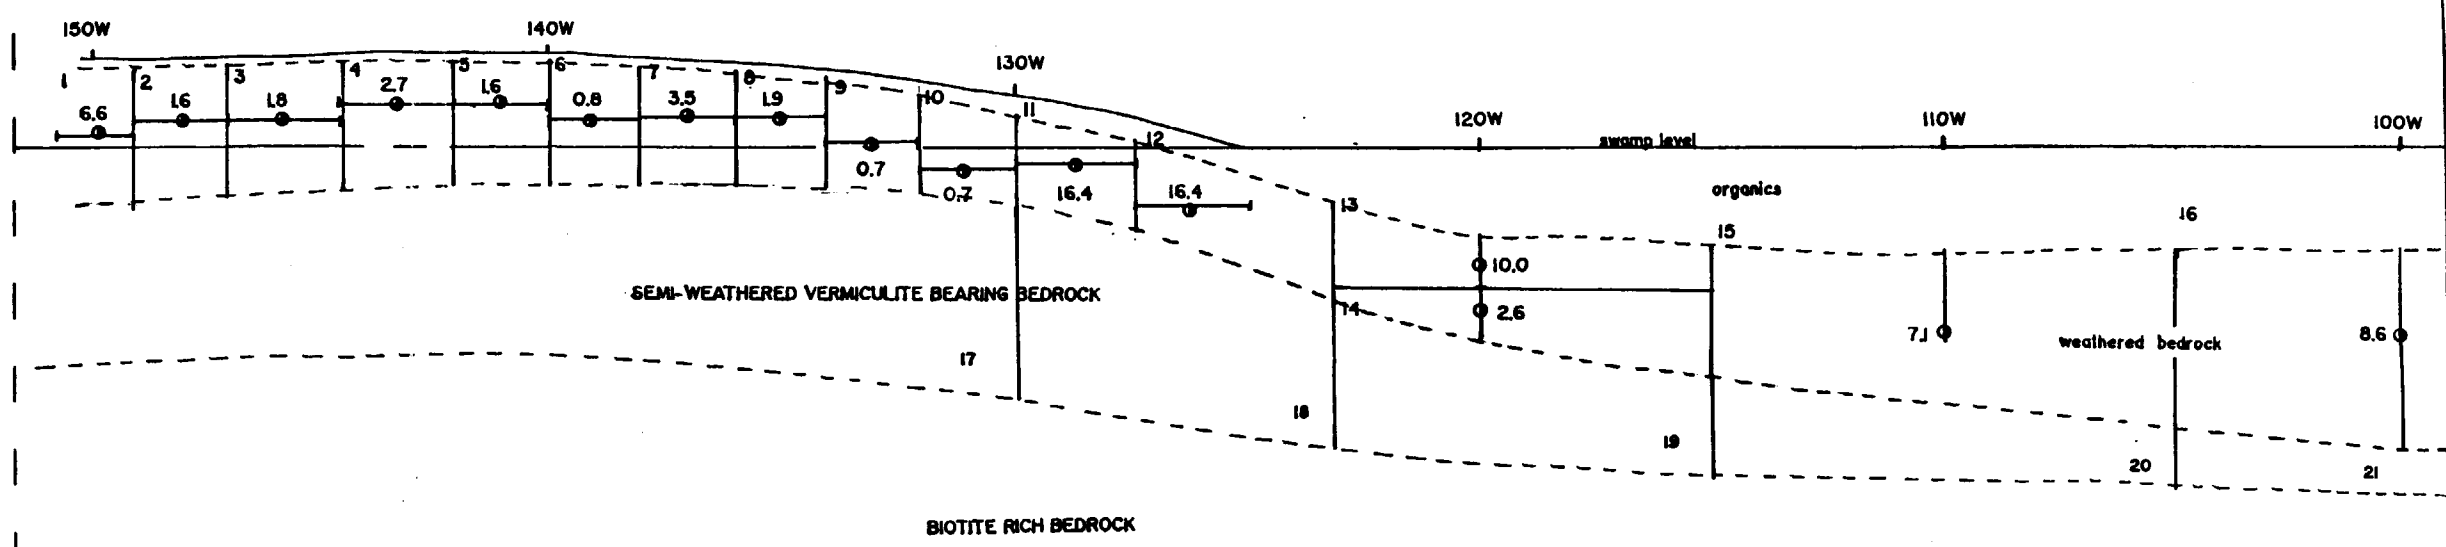 150W 140W
130W
120W 110W 100W
1 2 3 4 5 6 7 8 9 10 11 12
6.6 1.6 1.8 2.7 1.6 0.8 3.5 1.9 0.7 0.7 16.4 16.4
swamp level
organics
13 15 16
10.0
14 2.6
7.1 weathered bedrock 8.6
SEMI-WEATHERED VERMICULITE BEARING BEDROCK
17
18 19 20 21
BIOTITE RICH BEDROCK